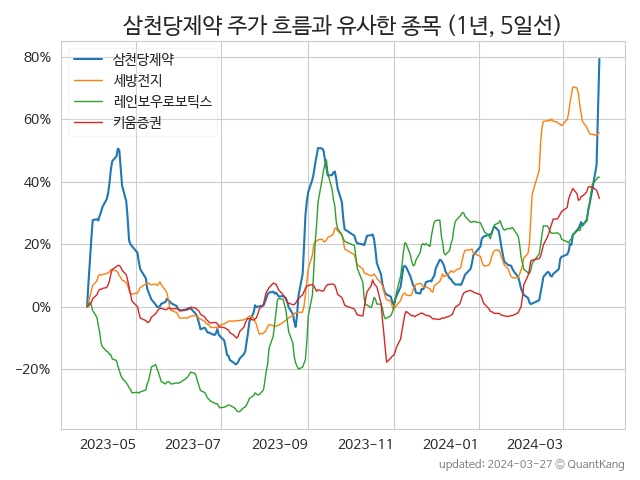 삼천당제약 주가 흐름과 유사한 종목 (1년, 5일선)
80%
60%
40%
20%
0%
−20%
삼천당제약
세방전지
레인보우로보틱스
키움증권
2023-05 2023-07 2023-09 2023-11 2024-01 2024-03
updated: 2024-03-27 © QuantKang